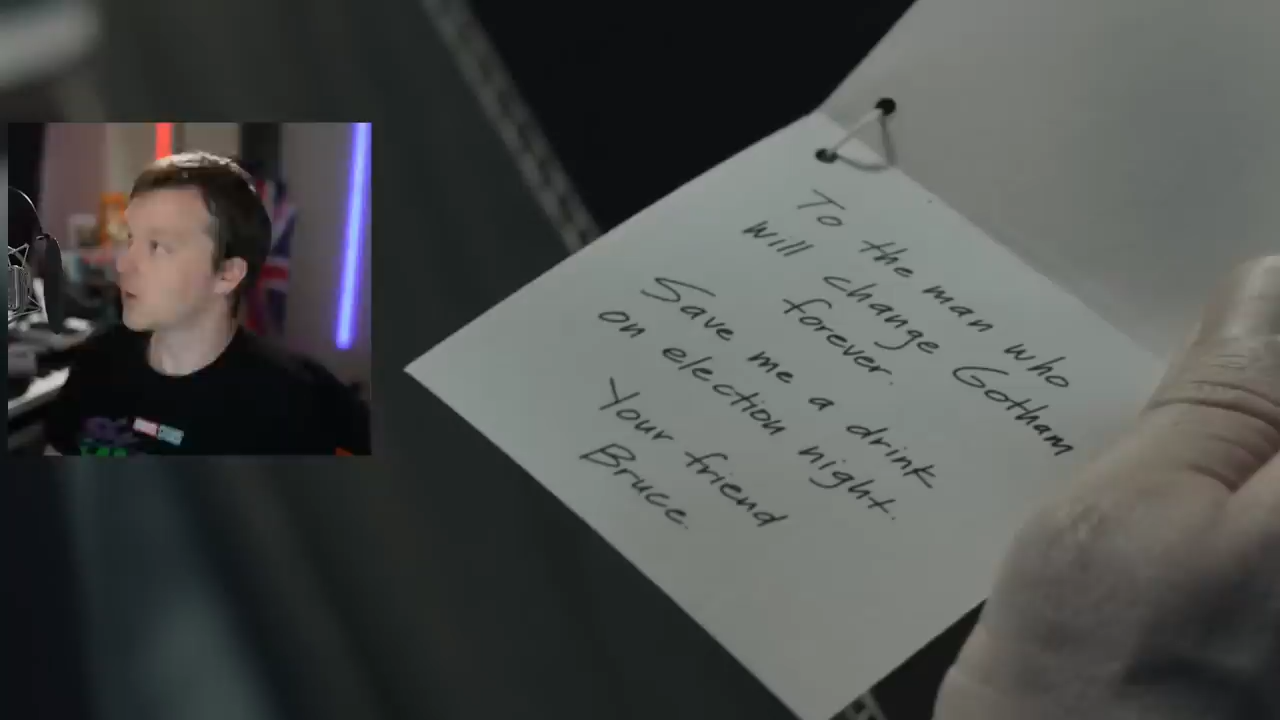 To the man who
will change Gotham
forever.
Save me a drink
on election night.
Your friend
Bruce.